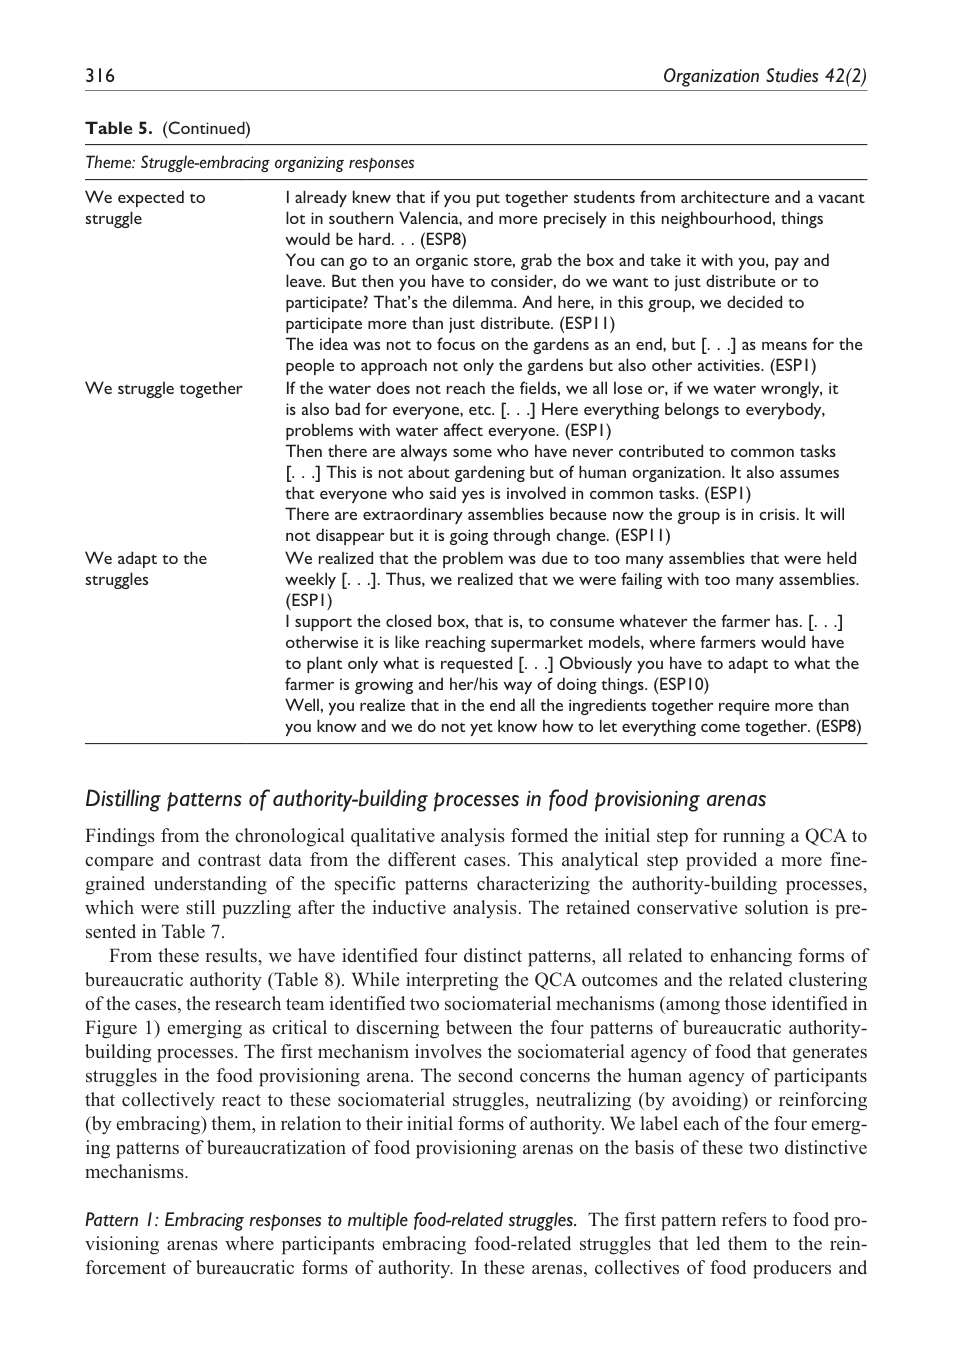 316
Organization Studies 42(2)
Table 5. (Continued)
Theme: Struggle-embracing organizing responses
We expected to
struggle
I already knew that if you put together students from architecture and a vacant
lot in southern Valencia, and more precisely in this neighbourhood, things
would be hard. . . (ESP8)
You can go to an organic store, grab the box and take it with you, pay and
leave. But then you have to consider, do we want to just distribute or to
participate? That’s the dilemma. And here, in this group, we decided to
participate more than just distribute. (ESP11)
The idea was not to focus on the gardens as an end, but [. . .] as means for the
people to approach not only the gardens but also other activities. (ESP1)
We struggle together
If the water does not reach the fields, we all lose or, if we water wrongly, it
is also bad for everyone, etc. [. . .] Here everything belongs to everybody,
problems with water affect everyone. (ESP1)
Then there are always some who have never contributed to common tasks
[. . .] This is not about gardening but of human organization. It also assumes
that everyone who said yes is involved in common tasks. (ESP1)
There are extraordinary assemblies because now the group is in crisis. It will
not disappear but it is going through change. (ESP11)
We adapt to the
struggles
We realized that the problem was due to too many assemblies that were held
weekly [. . .]. Thus, we realized that we were failing with too many assemblies.
(ESP1)
I support the closed box, that is, to consume whatever the farmer has. [. . .]
otherwise it is like reaching supermarket models, where farmers would have
to plant only what is requested [. . .] Obviously you have to adapt to what the
farmer is growing and her/his way of doing things. (ESP10)
Well, you realize that in the end all the ingredients together require more than
you know and we do not yet know how to let everything come together. (ESP8)
Distilling patterns of authority-building processes in food provisioning arenas
Findings from the chronological qualitative analysis formed the initial step for running a QCA to
compare and contrast data from the different cases. This analytical step provided a more fine-
grained understanding of the specific patterns characterizing the authority-building processes,
which were still puzzling after the inductive analysis. The retained conservative solution is pre-
sented in Table 7.
From these results, we have identified four distinct patterns, all related to enhancing forms of
bureaucratic authority (Table 8). While interpreting the QCA outcomes and the related clustering
of the cases, the research team identified two sociomaterial mechanisms (among those identified in
Figure 1) emerging as critical to discerning between the four patterns of bureaucratic authority-
building processes. The first mechanism involves the sociomaterial agency of food that generates
struggles in the food provisioning arena. The second concerns the human agency of participants
that collectively react to these sociomaterial struggles, neutralizing (by avoiding) or reinforcing
(by embracing) them, in relation to their initial forms of authority. We label each of the four emerg-
ing patterns of bureaucratization of food provisioning arenas on the basis of these two distinctive
mechanisms.
Pattern 1: Embracing responses to multiple food-related struggles. The first pattern refers to food pro-
visioning arenas where participants embracing food-related struggles that led them to the rein-
forcement of bureaucratic forms of authority. In these arenas, collectives of food producers and